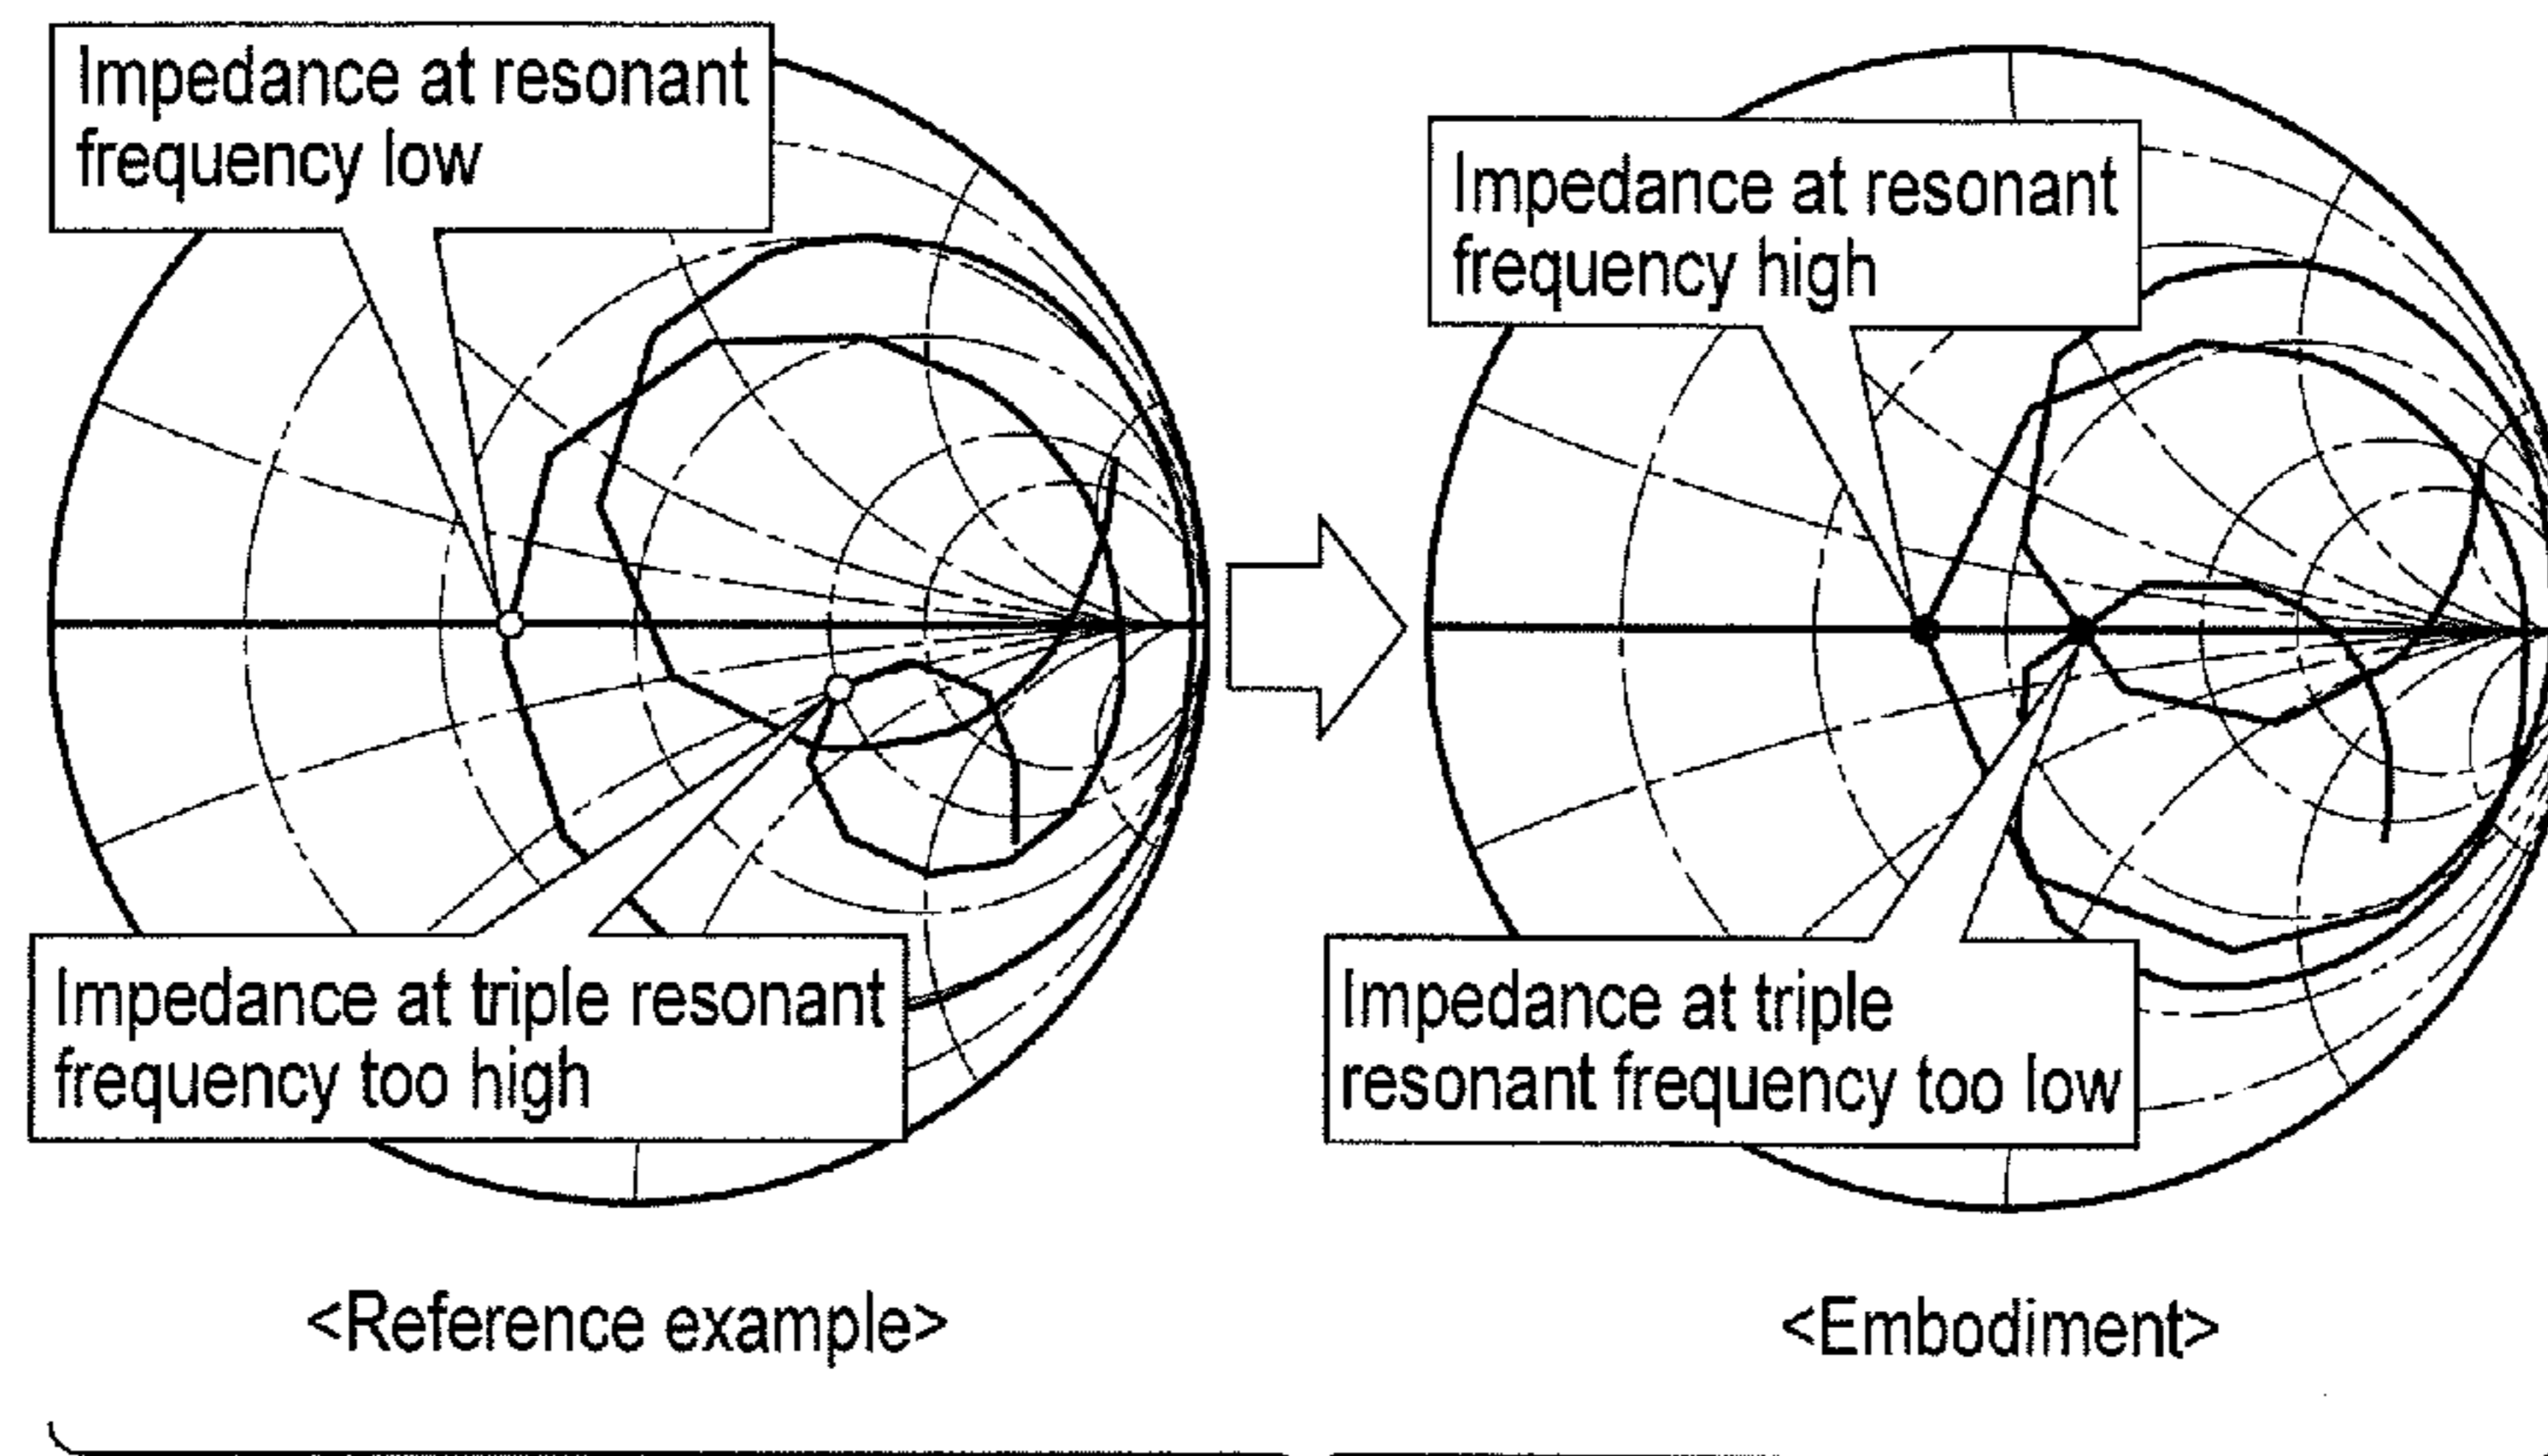 Impedance at resonant
frequency low
Impedance at triple resonant
frequency too high
<Reference example>
Impedance at resonant
frequency high
Impedance at triple
resonant frequency too low
<Embodiment>